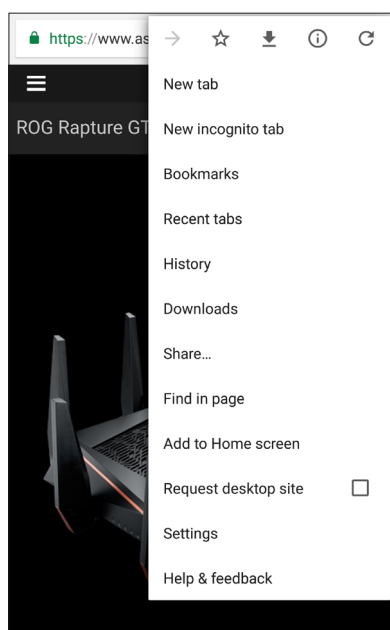 https://www.as
ROG Rapture GT
New tab
New incognito tab
Bookmarks
Recent tabs
History
Downloads
Share...
Find in page
Add to Home screen
Request desktop site
Settings
Help & feedback